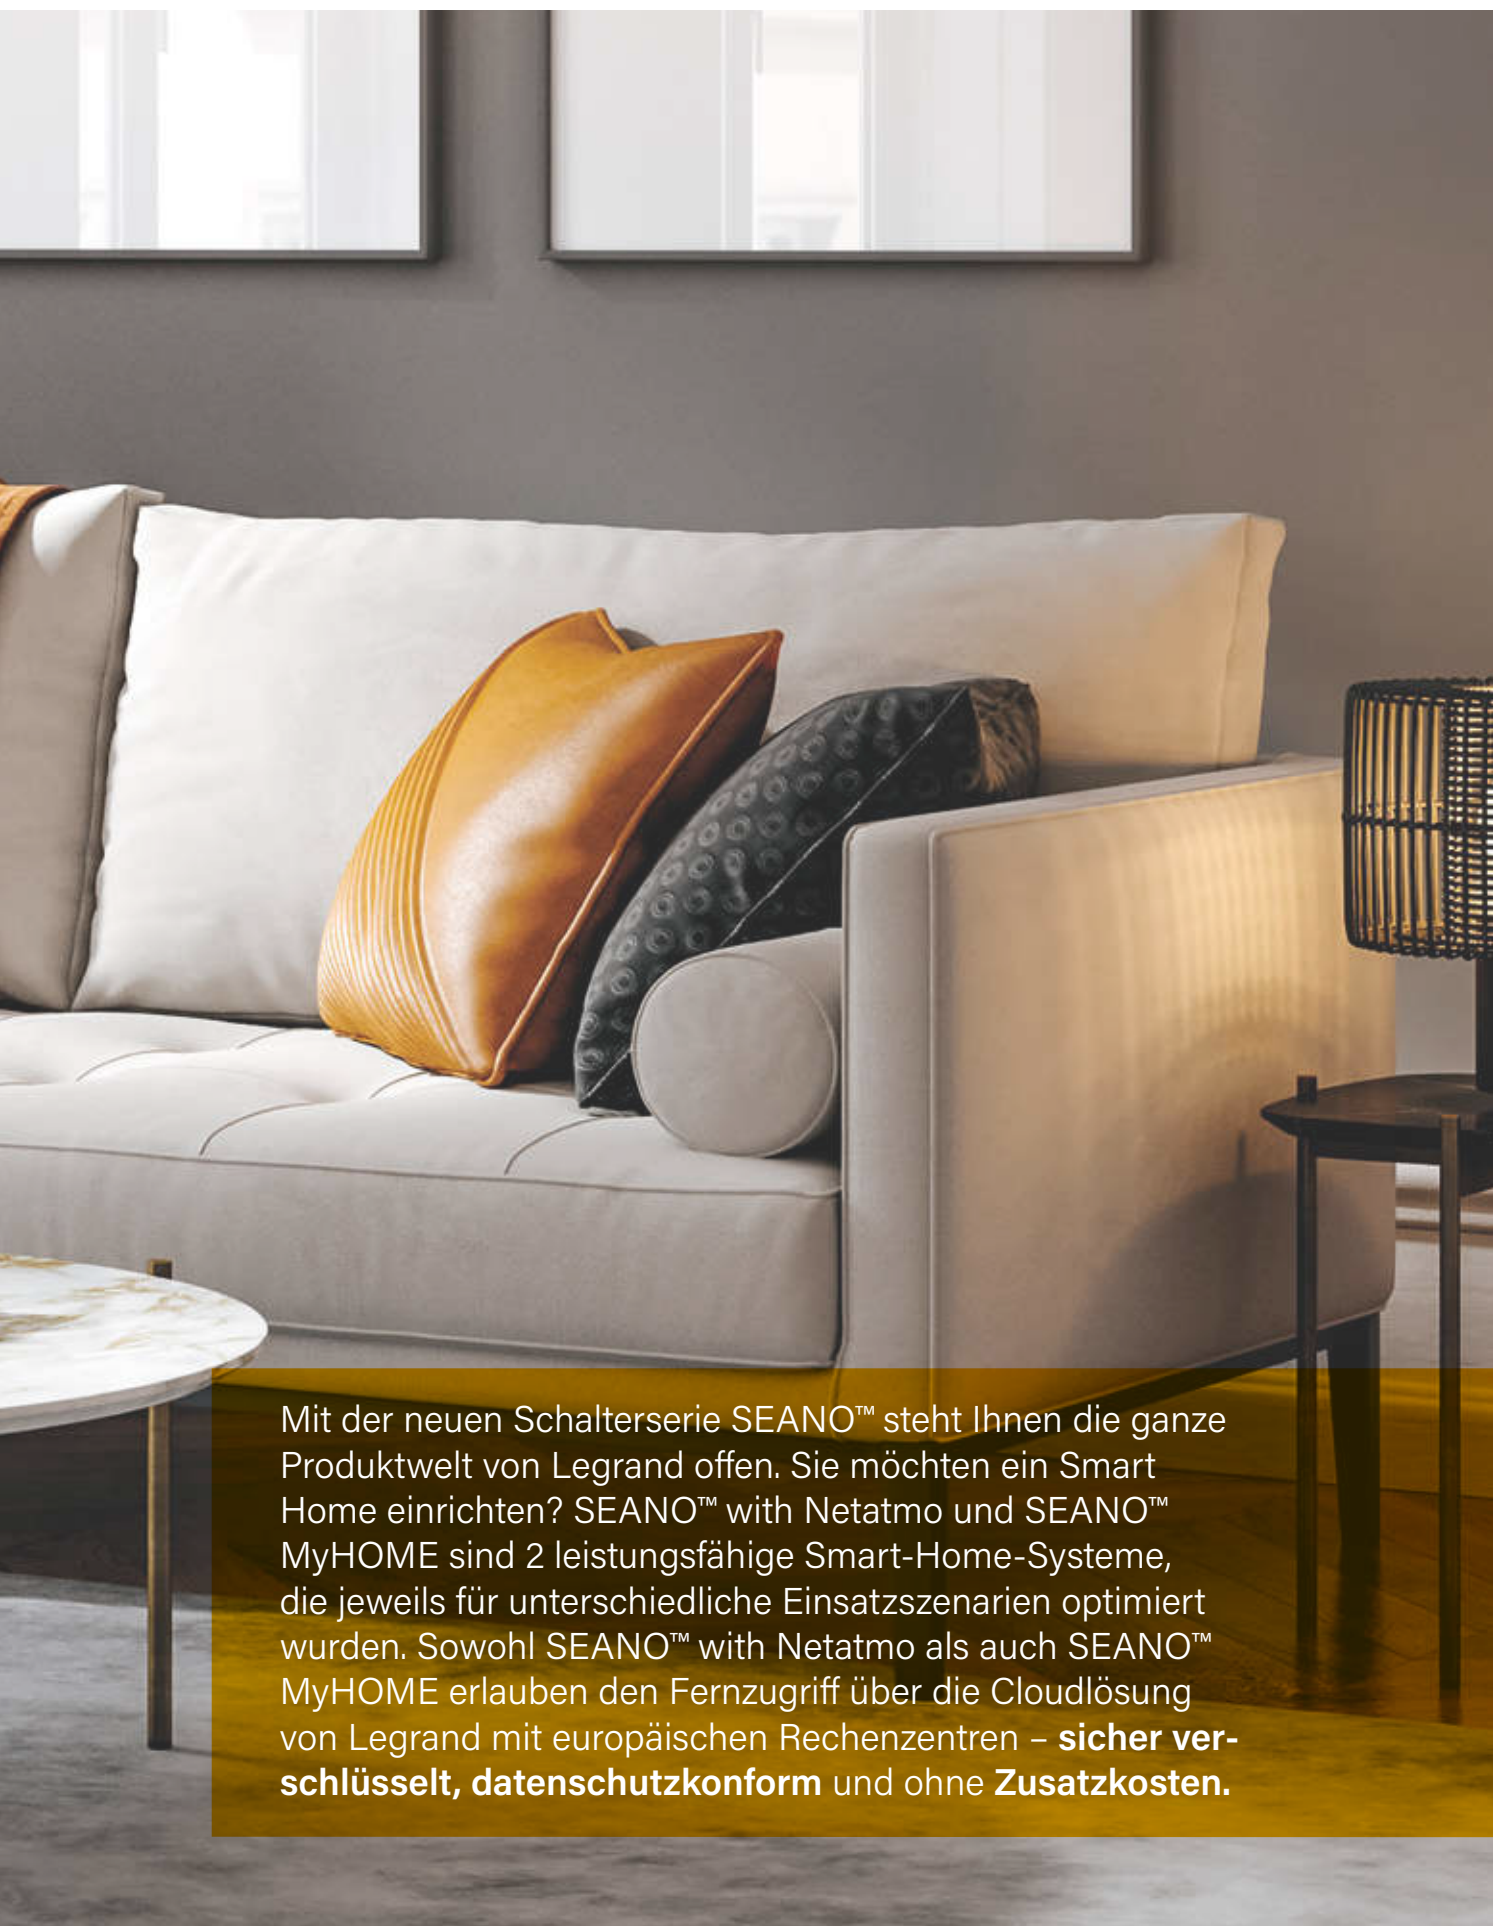 Mit der neuen Schalterserie SEANO™ steht Ihnen die ganze
Produktwelt von Legrand offen. Sie möchten ein Smart
Home einrichten? SEANO™ with Netatmo und SEANO™
MyHOME sind 2 leistungsfähige Smart-Home-Systeme,
die jeweils für unterschiedliche Einsatzszenarien optimiert
wurden. Sowohl SEANO™ with Netatmo als auch SEANO™
MyHOME erlauben den Fernzugriff über die Cloudlösung
von Legrand mit europäischen Rechenzentren – sicher ver-
schlüsselt, datenschutzkonform und ohne Zusatzkosten.